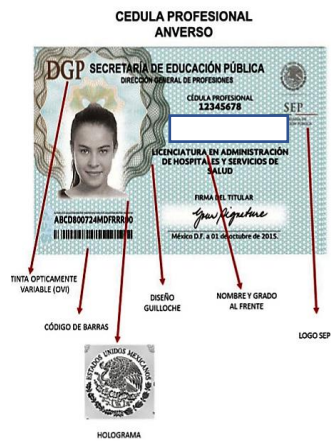 CEDULA PROFESIONAL
ANVERSO
DGP
SECRETARÍA DE EDUCACIÓN PÚBLICA
DIRECCIÓN GENERAL DE PROFESIONES
CÉDULA PROFESIONAL
12345678
SEP
LICENCIATURA EN ADMINISTRACIÓN
DE HOSPITALES Y SERVICIOS DE
SALUD
FIRMA DEL TITULAR
Your Signature
ABCD800724MDFRRR00
México D.F. a 01 de octubre de 2015.
TINTA OPTICAMENTE
VARIABLE (OVI)
DISEÑO
GUILLOCHE
NOMBRE Y GRADO
AL FRENTE
CÓDIGO DE BARRAS
LOGO SEP
ESTADOS UNIDOS MEXICANOS
HOLOGRAMA